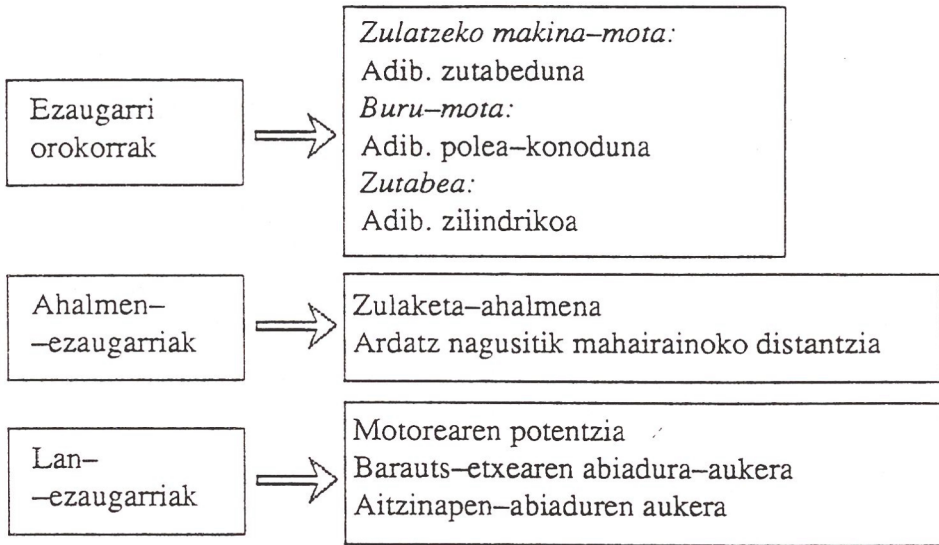 Ezaugarri
orokorrak
Zulatzeko makina–mota:
Adib. zutabeduna
Buru–mota:
Adib. polea–konoduna
Zutabea:
Adib. zilindrikoa
Ahalmen–
–ezaugarriak
Zulaketa–ahalmena
Ardatz nagusitik mahairainoko distantzia
Lan–
–ezaugarriak
Motorearen potentzia
Barauts–etxearen abiadura–aukera
Aitzinapen–abiaduren aukera